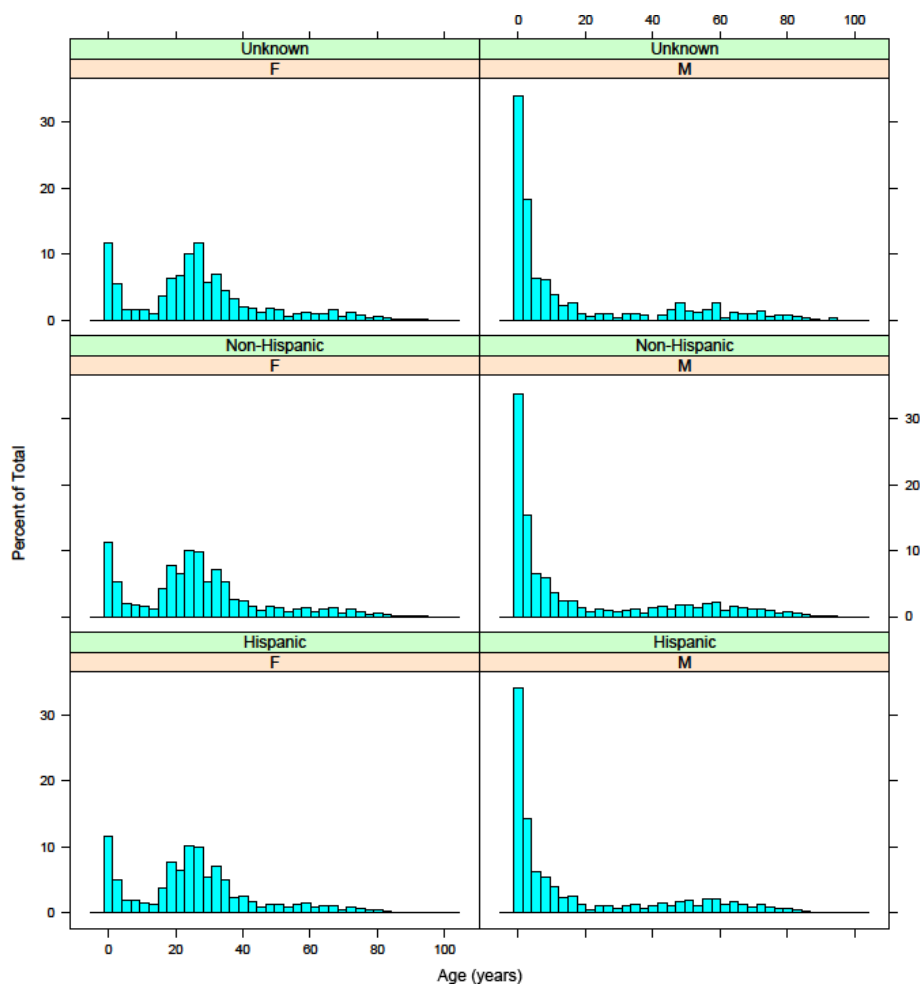 0 20 40 60 80 100
Unknown Unknown
F M
30
20
10
0
Non-Hispanic Non-Hispanic
F M
30
20
10
0
Percent of Total
Hispanic Hispanic
F M
30
20
10
0
0 20 40 60 80 100
Age (years)